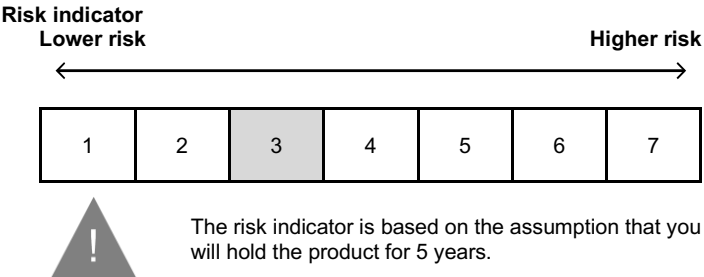 Risk indicator
Lower risk Higher risk
1 2 3 4 5 6 7
!
The risk indicator is based on the assumption that you
will hold the product for 5 years.